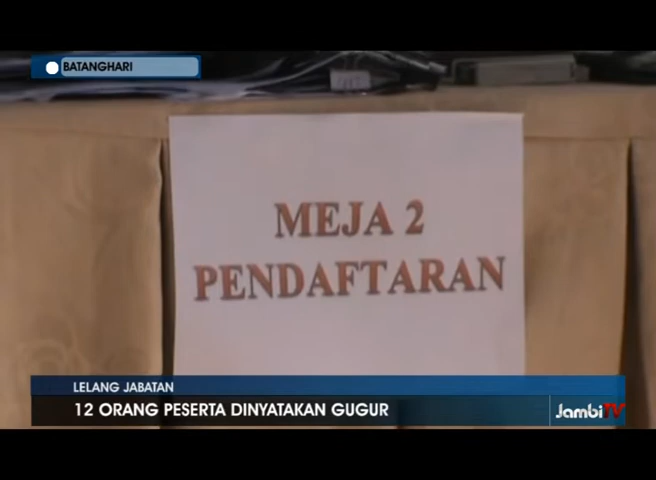 BATANGHARI
MEJA 2
PENDAFTARAN
LELANG JABATAN
12 ORANG PESERTA DINYATAKAN GUGUR
JambiTV